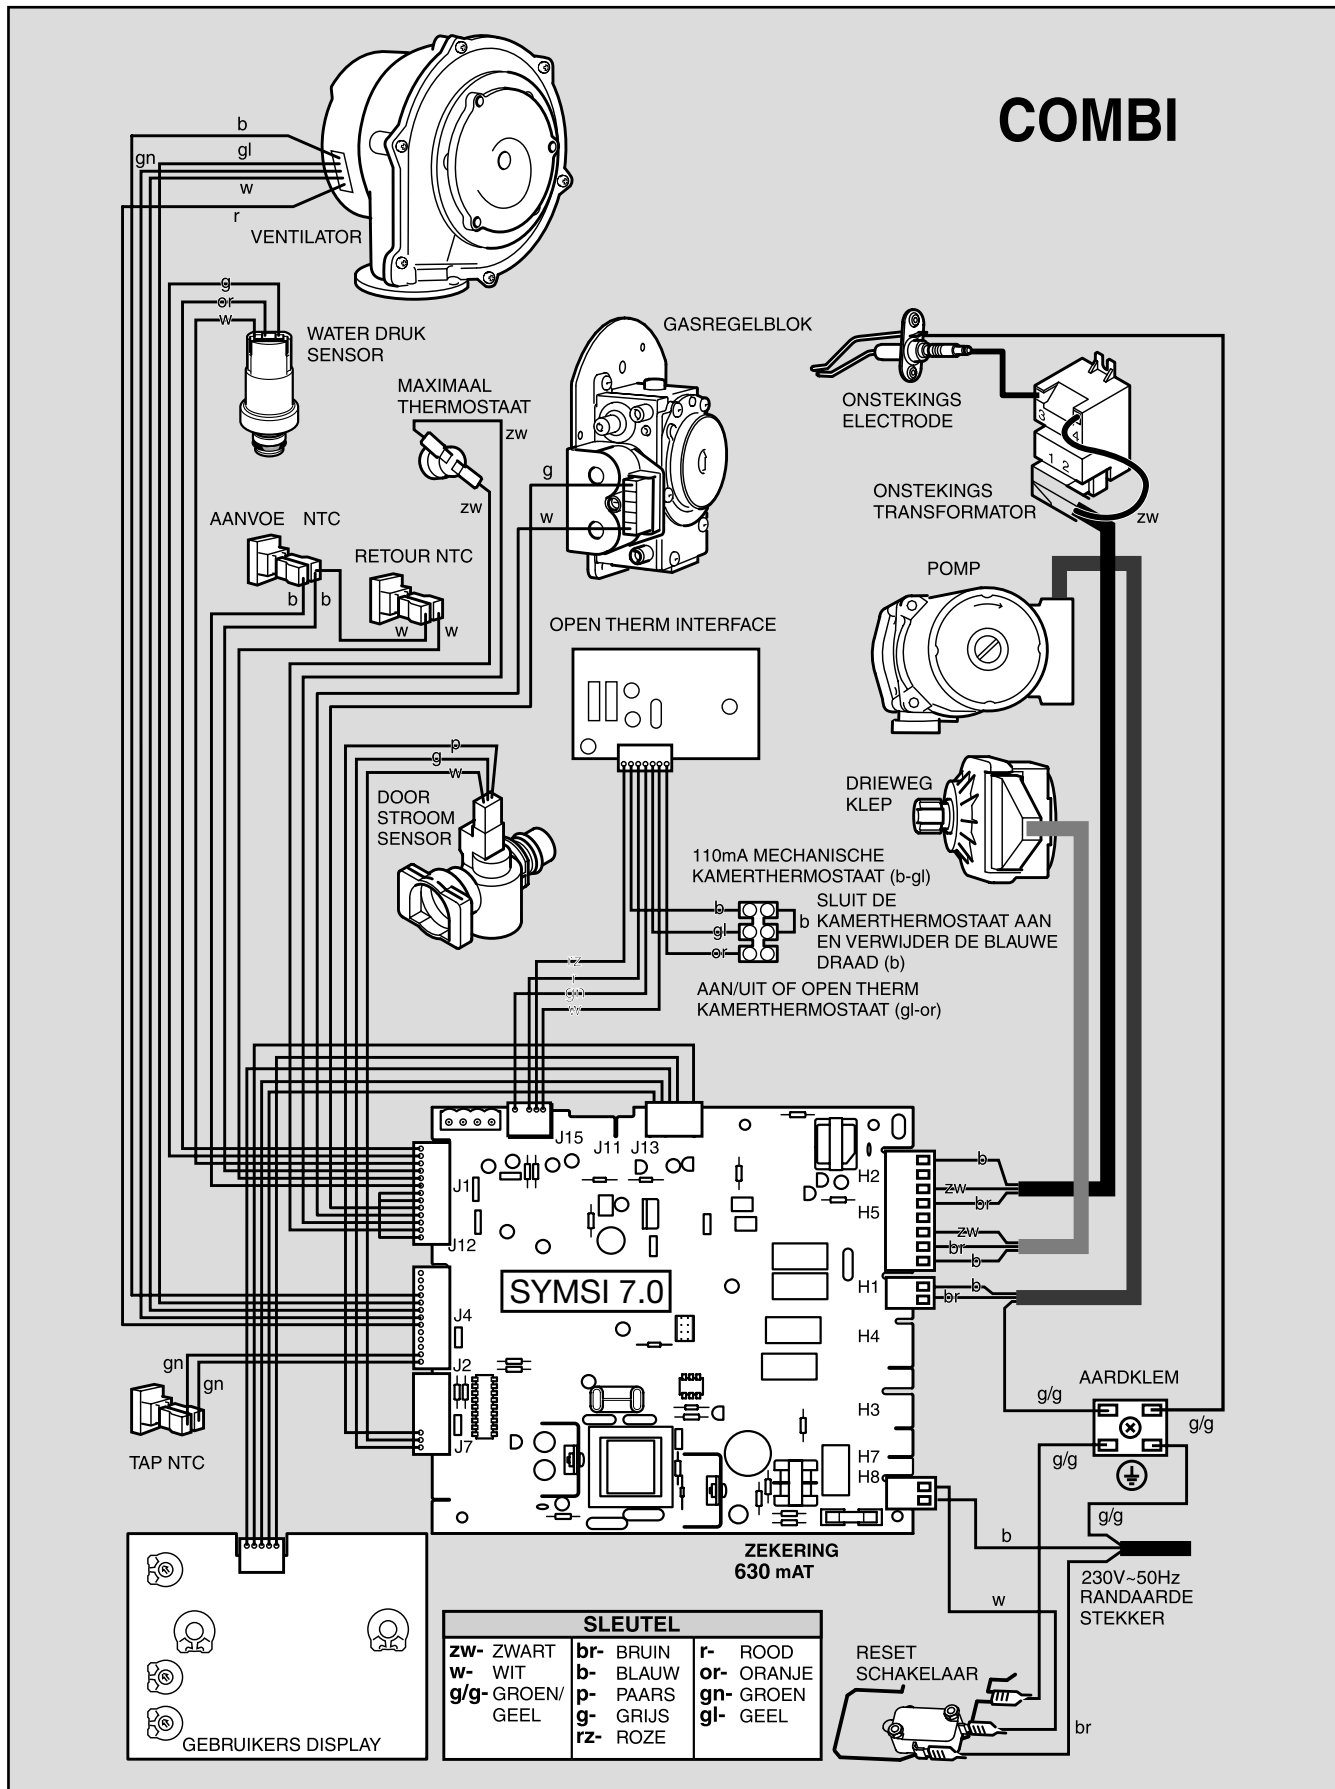 COMBI
b
gl
gn
w
r
VENTILATOR
g
or
w
WATER DRUK
SENSOR
GASREGELBLOK
MAXIMAAL
THERMOSTAAT
zw
zw
g
w
ONSTEKINGS
ELECTRODE
3
4
1 2
ONSTEKINGS
TRANSFORMATOR
zw
AANVOE NTC
b
b
RETOUR NTC
w
w
POMP
OPEN THERM INTERFACE
p
g
w
DOOR
STROOM
SENSOR
DRIEWEG
KLEP
110mA MECHANISCHE
KAMERTHERMOSTAAT (b-gl)
b
gl
or
b
SLUIT DE
KAMERTHERMOSTAAT AAN
EN VERWIJDER DE BLAUWE
DRAAD (b)
AAN/UIT OF OPEN THERM
KAMERTHERMOSTAAT (gl-or)
rz
r
gn
w
J15
J11
J13
J1
J12
J4
J2
J7
SYMSI 7.0
H2
H5
H1
H4
H3
H7
H8
b
zw
br
zw
br
b
b
br
gn
gn
TAP NTC
AARDKLEM
g/g
g/g
g/g
g/g
b
w
br
230V~50Hz
RANDAARDE
STEKKER
ZEKERING
630 mAT
RESET
SCHAKELAAR
GEBRUIKERS DISPLAY
SLEUTEL
zw- ZWART
w- WIT
g/g- GROEN/
GEEL
br- BRUIN
b- BLAUW
p- PAARS
g- GRIJS
rz- ROZE
r- ROOD
or- ORANJE
gn- GROEN
gl- GEEL